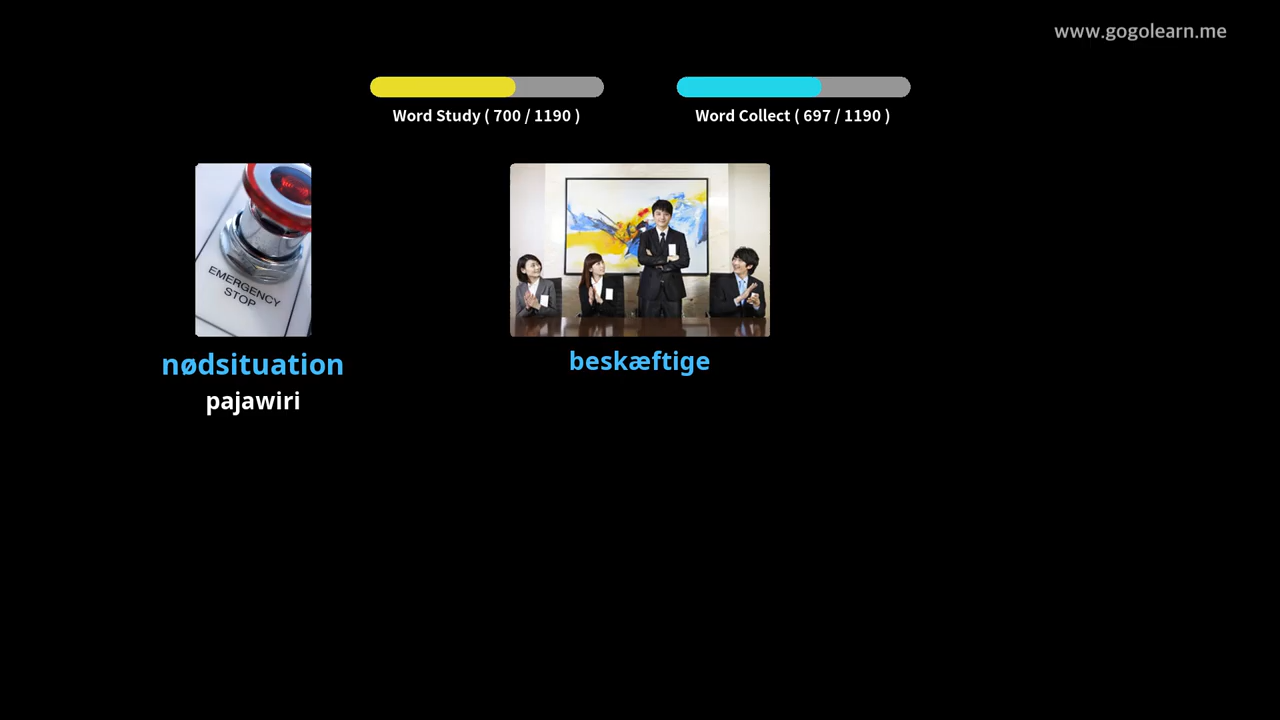 www.gogolearn.me
Word Study ( 700 / 1190 )
Word Collect ( 697 / 1190 )
EMERGENCY
STOP
nødsituation
pajawiri
beskæftige